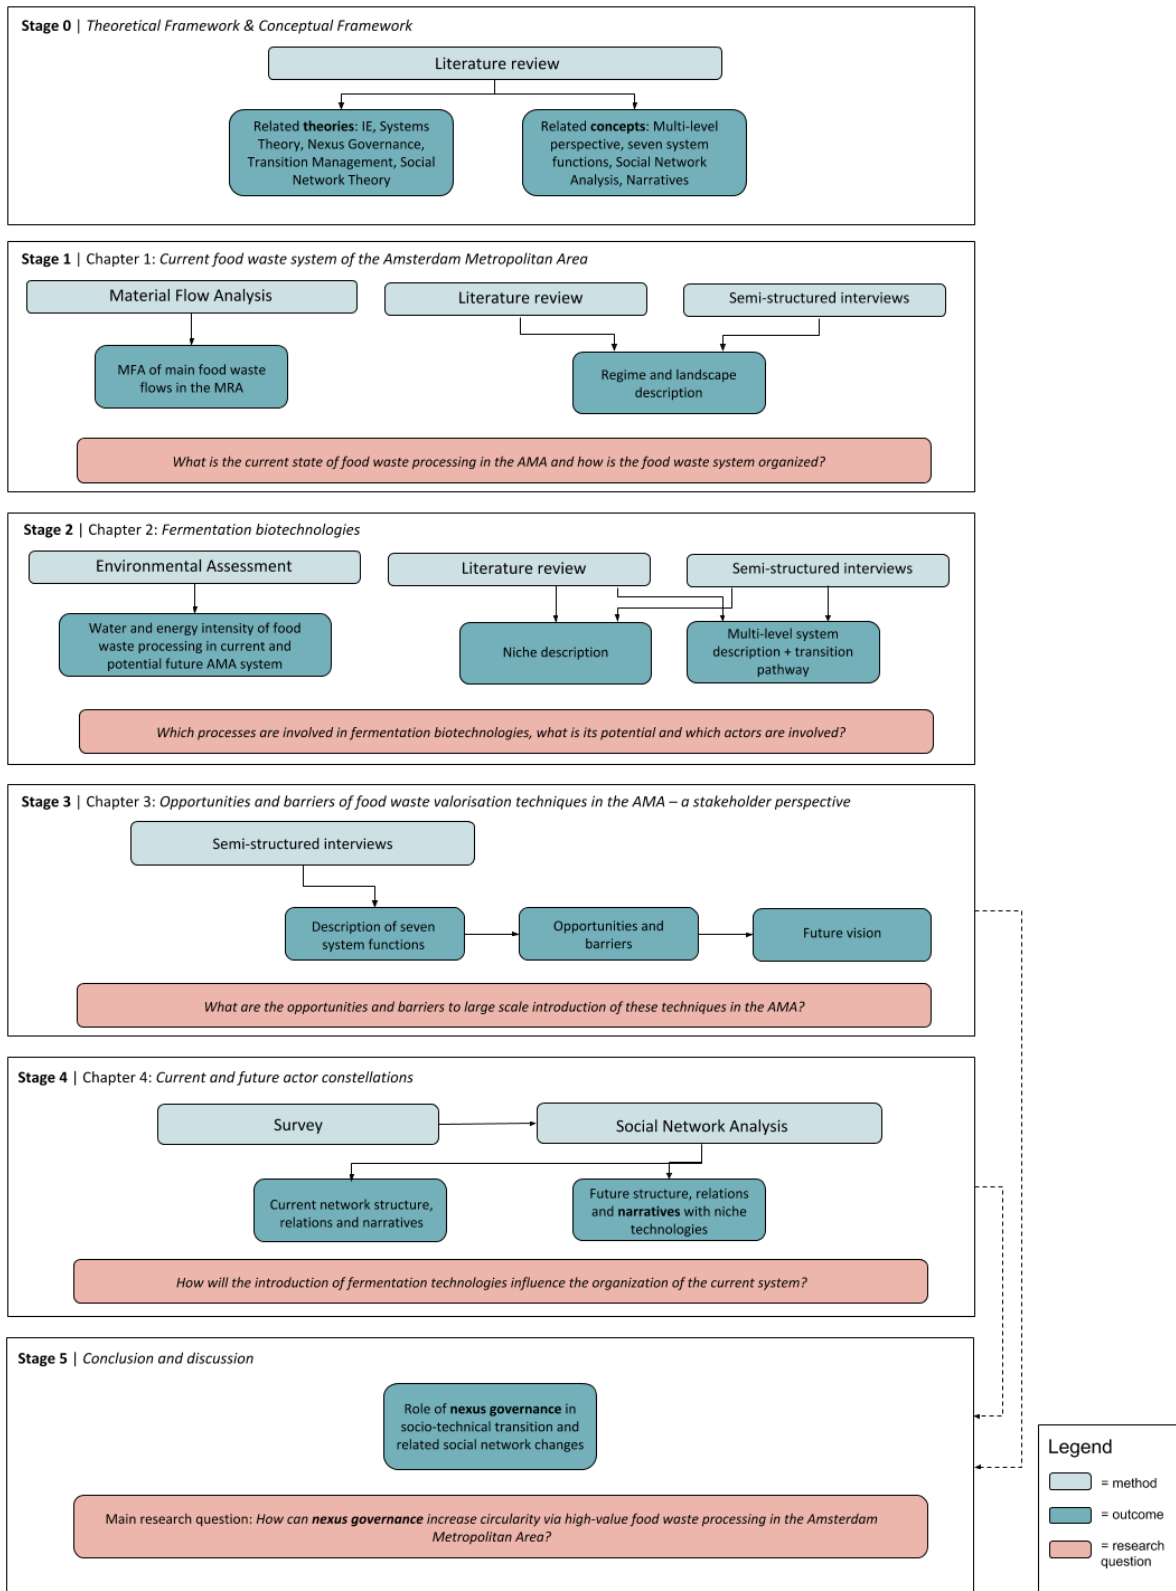 Stage 0 | Theoretical Framework & Conceptual Framework
Literature review
Related theories: IE, Systems
Theory, Nexus Governance,
Transition Management, Social
Network Theory
Related concepts: Multi-level
perspective, seven system
functions, Social Network
Analysis, Narratives
Stage 1 | Chapter 1: Current food waste system of the Amsterdam Metropolitan Area
Material Flow Analysis
Literature review
Semi-structured interviews
MFA of main food waste
flows in the MRA
Regime and landscape
description
What is the current state of food waste processing in the AMA and how is the food waste system organized?
Stage 2 | Chapter 2: Fermentation biotechnologies
Environmental Assessment
Literature review
Semi-structured interviews
Water and energy intensity of food
waste processing in current and
potential future AMA system
Niche description
Multi-level system
description + transition
pathway
Which processes are involved in fermentation biotechnologies, what is its potential and which actors are involved?
Stage 3 | Chapter 3: Opportunities and barriers of food waste valorisation techniques in the AMA – a stakeholder perspective
Semi-structured interviews
Description of seven
system functions
Opportunities and
barriers
Future vision
What are the opportunities and barriers to large scale introduction of these techniques in the AMA?
Stage 4 | Chapter 4: Current and future actor constellations
Survey
Social Network Analysis
Current network structure,
relations and narratives
Future structure, relations
and narratives with niche
technologies
How will the introduction of fermentation technologies influence the organization of the current system?
Stage 5 | Conclusion and discussion
Role of nexus governance in
socio-technical transition and
related social network changes
Main research question: How can nexus governance increase circularity via high-value food waste processing in the Amsterdam
Metropolitan Area?
Legend
= method
= outcome
= research
question